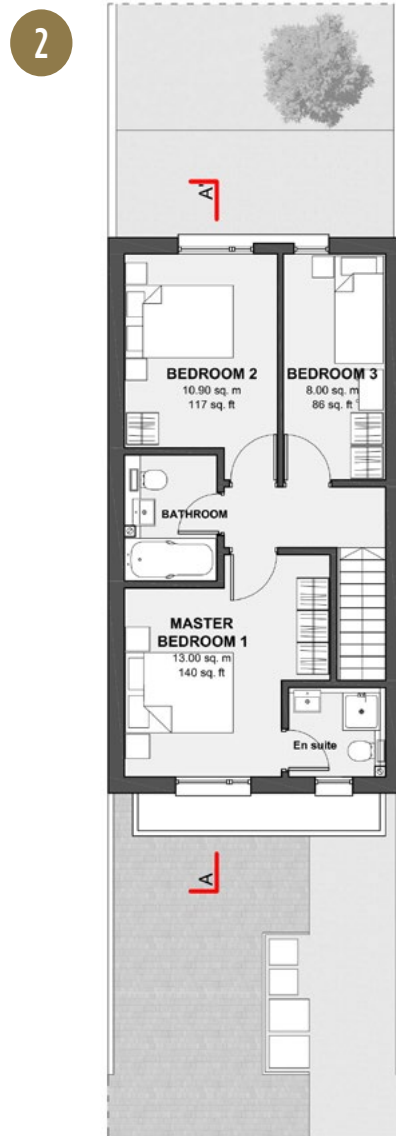 2
A'
BEDROOM 2
10.90 sq. m
117 sq. ft
BEDROOM 3
8.00 sq. m
86 sq. ft
BATHROOM
MASTER
BEDROOM 1
13.00 sq. m
140 sq. ft
En suite
A